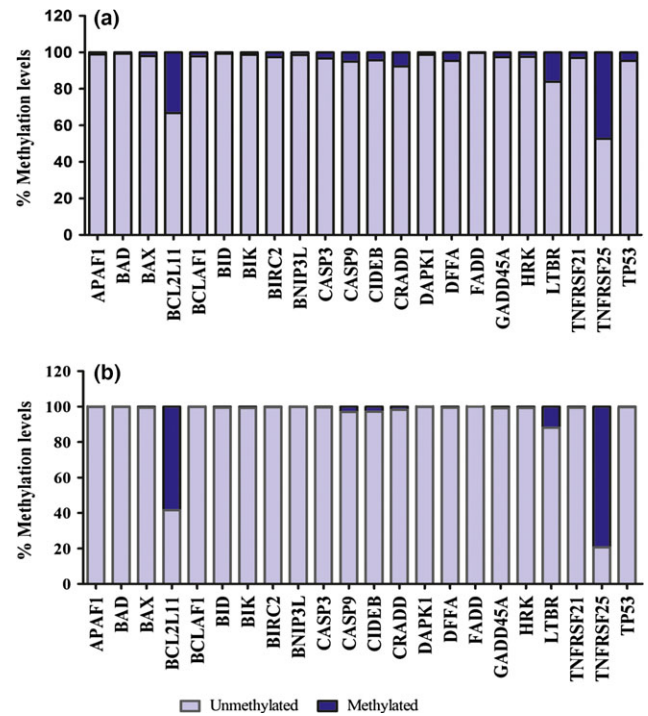 (a)
% Methylation levels
120
100
80
60
40
20
0
APAF1
BAD
BAX
BCL2L11
BCLAF1
BID
BIK
BIRC2
BNIP3L
CASP3
CASP9
CIDEB
CRADD
DAPK1
DFFA
FADD
GADD45A
HRK
LTBR
TNFRSF21
TNFRSF25
TP53
(b)
% Methylation levels
120
100
80
60
40
20
0
APAF1
BAD
BAX
BCL2L11
BCLAF1
BID
BIK
BIRC2
BNIP3L
CASP3
CASP9
CIDEB
CRADD
DAPK1
DFFA
FADD
GADD45A
HRK
LTBR
TNFRSF21
TNFRSF25
TP53
Unmethylated
Methylated